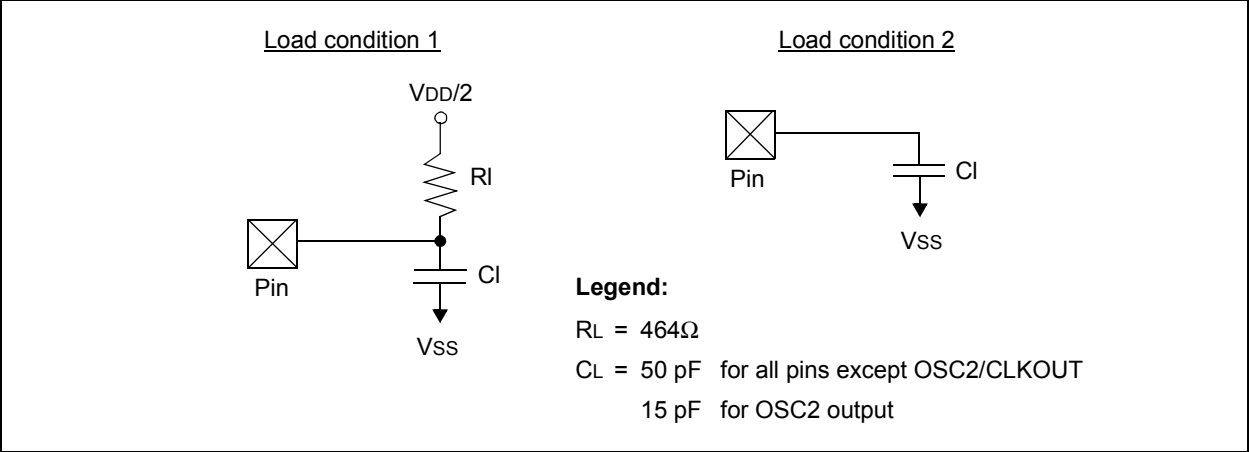 Load condition 1
VDD/2
Rl
Pin
Cl
VSS
Load condition 2
Pin
Cl
VSS
Legend:
RL = 464Ω
CL = 50 pF for all pins except OSC2/CLKOUT
15 pF for OSC2 output